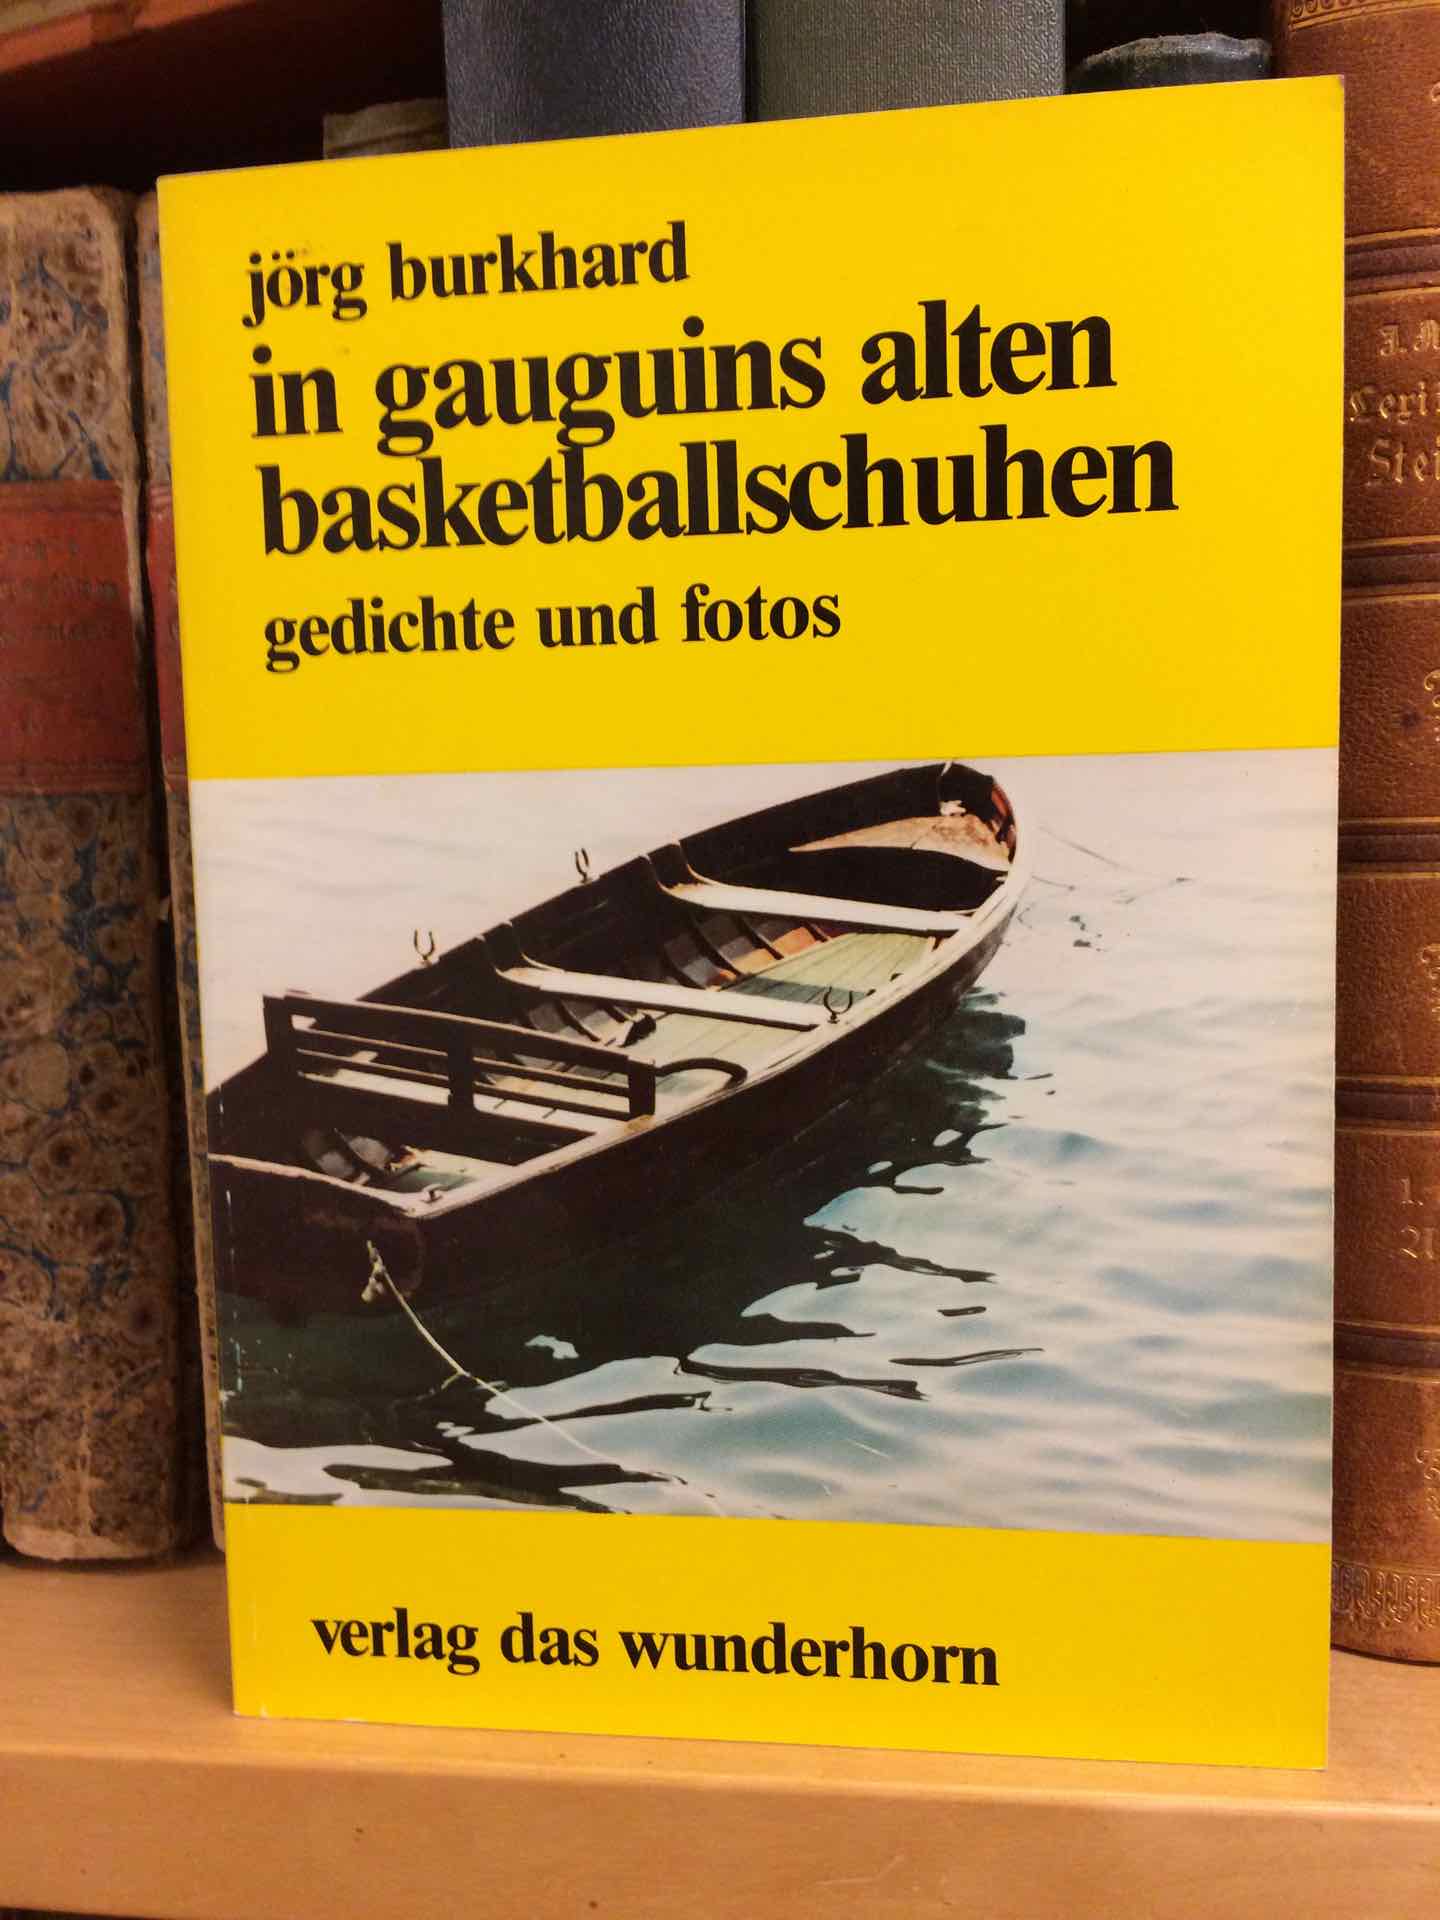 jörg burkhard
in gauguins alten
basketballschuhen
gedichte und fotos
verlag das wunderhorn